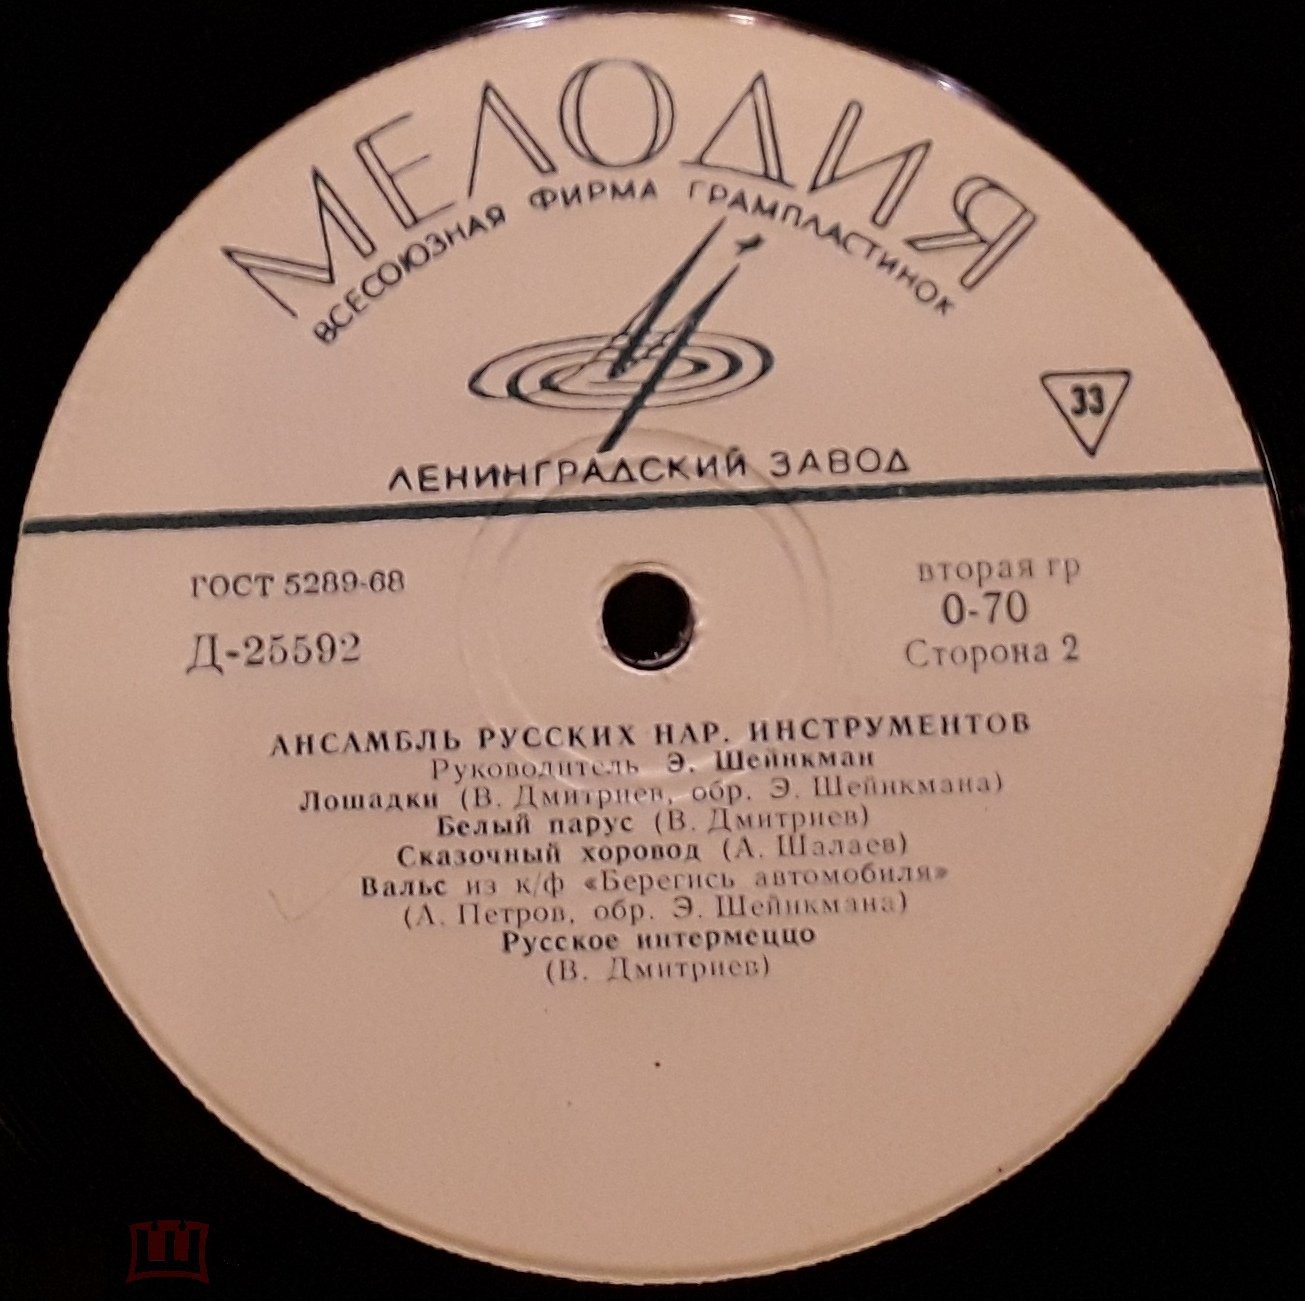 МЕЛОДИЯ
ВСЕСОЮЗНАЯ ФИРМА ГРАМПЛАСТИНОК
33
ЛЕНИНГРАДСКИЙ ЗАВОД
ГОСТ 5289-68
вторая гр
0-70
Д-25592
Сторона 2
АНСАМБЛЬ РУССКИХ НАР. ИНСТРУМЕНТОВ
Руководитель Э. Шейнкман
Лошадки (В. Дмитриев, обр. Э. Шейнкмана)
Белый парус (В. Дмитриев)
Сказочный хоровод (А. Шалаев)
Вальс из к/ф «Берегись автомобиля»
(А. Петров, обр. Э. Шейнкмана)
Русское интермеццо
(В. Дмитриев)